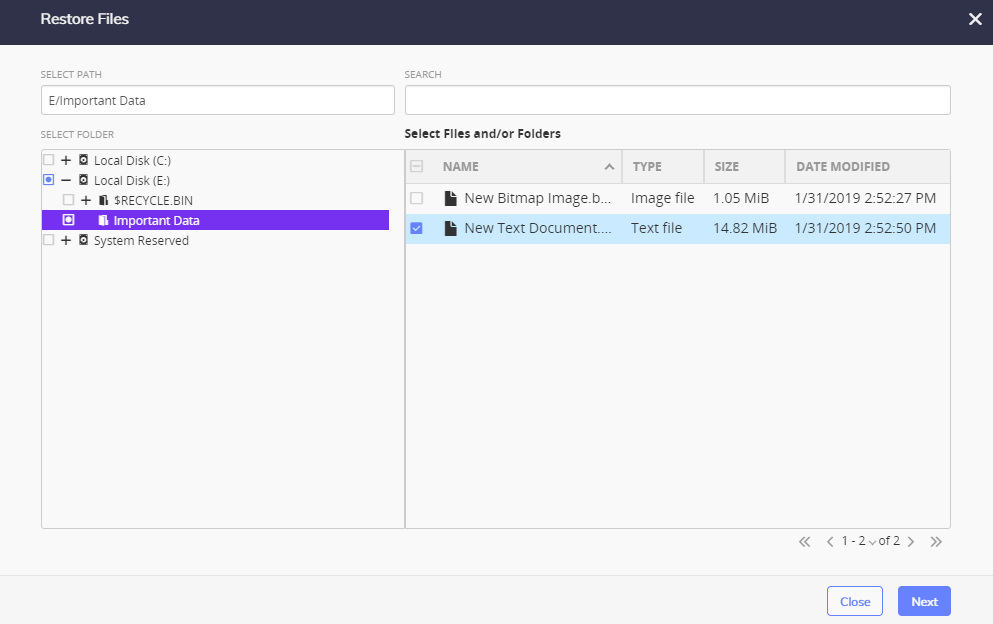 Restore Files
SELECT PATH
SEARCH
E/Important Data
SELECT FOLDER
Select Files and/or Folders
Local Disk (C:)
Local Disk (E:)
$RECYCLE.BIN
Important Data
System Reserved
NAME TYPE SIZE DATE MODIFIED
New Bitmap Image.b... Image file 1.05 MiB 1/31/2019 2:52:27 PM
New Text Document.... Text file 14.82 MiB 1/31/2019 2:52:50 PM
1 - 2 of 2
Close Next